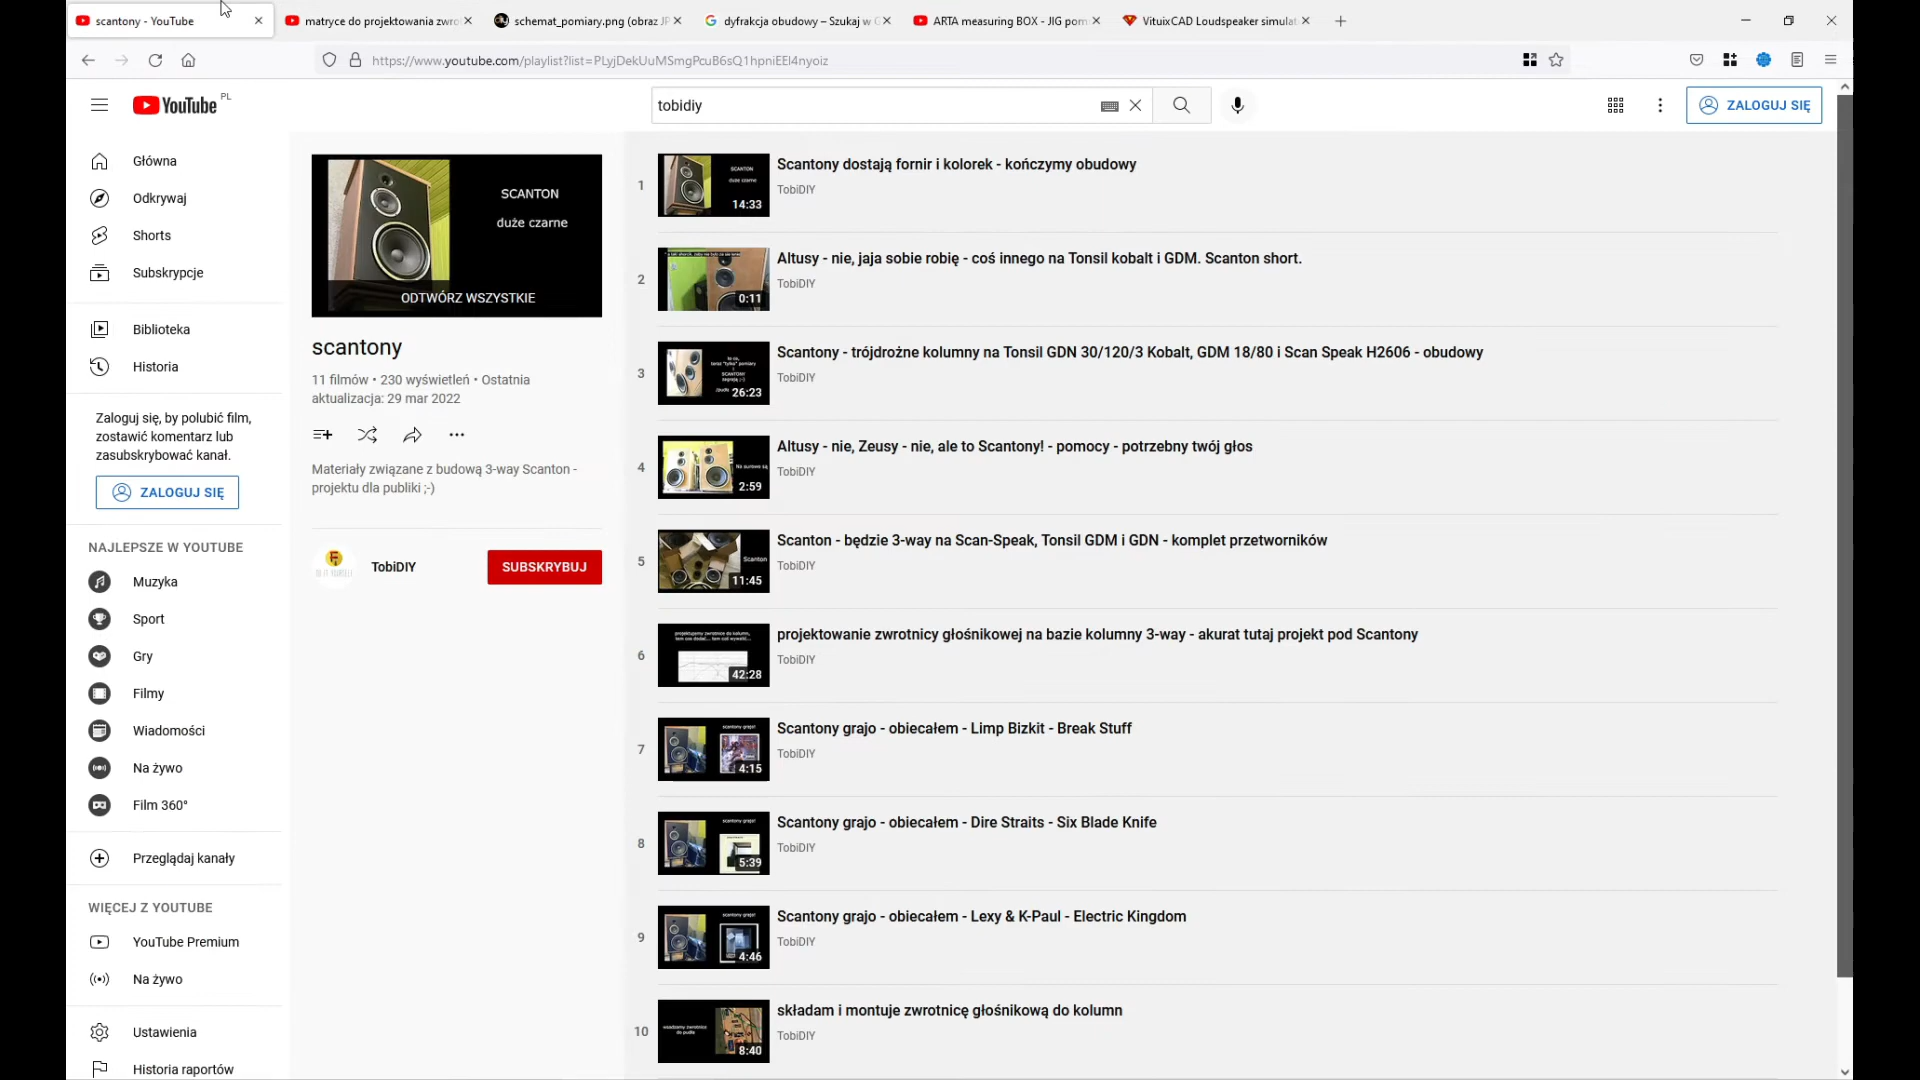 scantony - YouTube
matryce do projektowania zwro
schemat_pomiary.png (obraz JP
dyfrakcja obudowy – Szukaj w G
ARTA measuring BOX - JIG pom
VituixCAD Loudspeaker simulat
https://www.youtube.com/playlist?list=PLyjDekUuMSmgPcuB6sQ1hpniEEl4nyoiz
YouTube PL
tobidiy
ZALOGUJ SIĘ
Główna
Odkrywaj
Shorts
Subskrypcje
Biblioteka
Historia
Zaloguj się, by polubić film,
zostawić komentarz lub
zasubskrybować kanał.
ZALOGUJ SIĘ
NAJLEPSZE W YOUTUBE
Muzyka
Sport
Gry
Filmy
Wiadomości
Na żywo
Film 360°
Przeglądaj kanały
WIĘCEJ Z YOUTUBE
YouTube Premium
Na żywo
Ustawienia
Historia raportów
SCANTON
duże czarne
ODTWÓRZ WSZYSTKIE
scantony
11 filmów • 230 wyświetleń • Ostatnia
aktualizacja: 29 mar 2022
Materiały związane z budową 3-way Scanton -
projektu dla publiki ;-)
TobiDIY
SUBSKRYBUJ
1
SCANTON
duże czarne
14:33
Scantony dostają fornir i kolorek - kończymy obudowy
TobiDIY
2
0:11
Altusy - nie, jaja sobie robię - coś innego na Tonsil kobalt i GDM. Scanton short.
TobiDIY
3
26:23
Scantony - trójdrożne kolumny na Tonsil GDN 30/120/3 Kobalt, GDM 18/80 i Scan Speak H2606 - obudowy
TobiDIY
4
2:59
Altusy - nie, Zeusy - nie, ale to Scantony! - pomocy - potrzebny twój głos
TobiDIY
5
Scanton
11:45
Scanton - będzie 3-way na Scan-Speak, Tonsil GDM i GDN - komplet przetworników
TobiDIY
6
42:28
projektowanie zwrotnicy głośnikowej na bazie kolumny 3-way - akurat tutaj projekt pod Scantony
TobiDIY
7
scantony grajo!
4:15
Scantony grajo - obiecałem - Limp Bizkit - Break Stuff
TobiDIY
8
scantony grajo!
5:39
Scantony grajo - obiecałem - Dire Straits - Six Blade Knife
TobiDIY
9
scantony grajo!
4:46
Scantony grajo - obiecałem - Lexy & K-Paul - Electric Kingdom
TobiDIY
10
8:40
składam i montuje zwrotnicę głośnikową do kolumn
TobiDIY